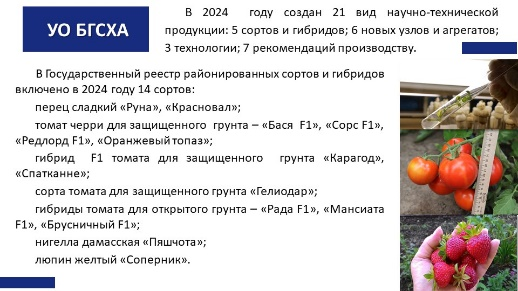 УО БГСХА
В 2024 году создан 21 вид научно-технической
продукции: 5 сортов и гибридов; 6 новых узлов и агрегатов;
3 технологии; 7 рекомендаций производству.
В Государственный реестр районированных сортов и гибридов
включено в 2024 году 14 сортов:
перец сладкий «Руна», «Красновал»;
томат черри для защищенного грунта – «Бася F1», «Сорс F1»,
«Редлорд F1», «Оранжевый топаз»;
гибрид F1 томата для защищенного грунта «Карагод»,
«Спатканне»;
сорта томата для защищенного грунта «Гелиодар»;
гибриды томата для открытого грунта – «Рада F1», «Мансиата
F1», «Брусничный F1»;
нигелла дамасская «Пяшчота»;
люпин желтый «Соперник».